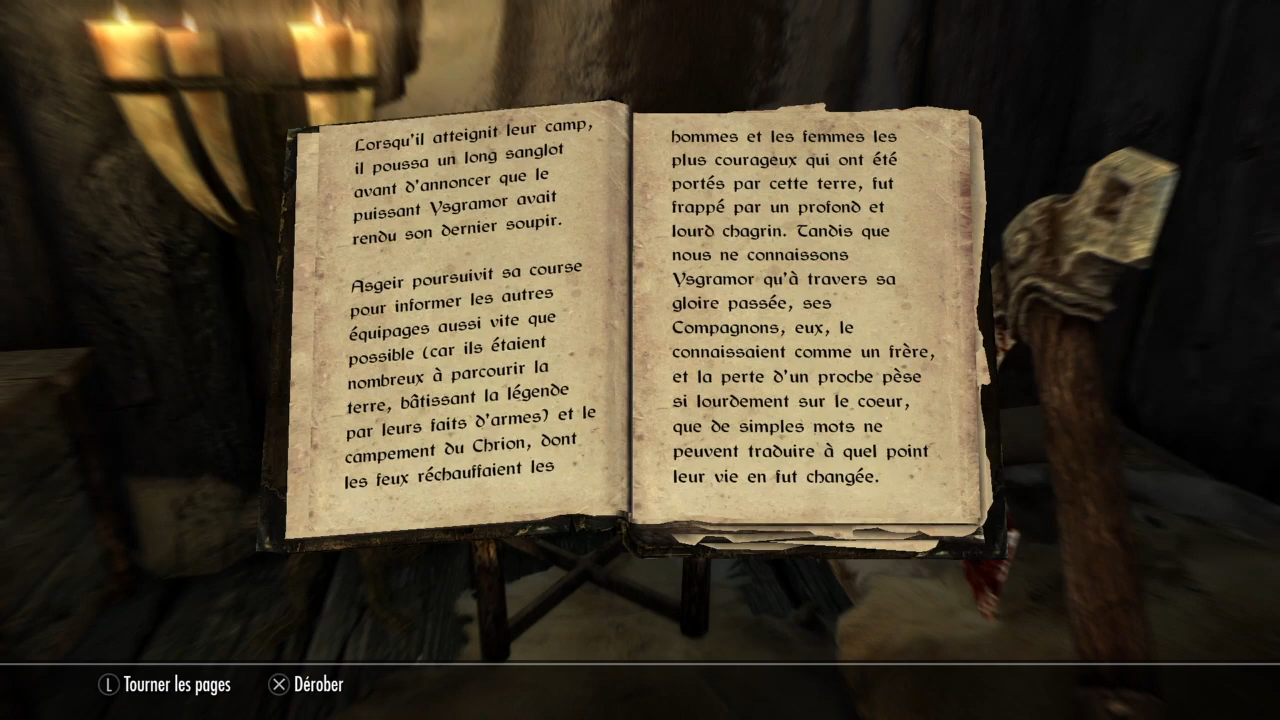 Lorsqu'il atteignit leur camp,
il poussa un long sanglot
avant d'annoncer que le
puissant Ysgramor avait
rendu son dernier soupir.
Asgeir poursuivit sa course
pour informer les autres
équipages aussi vite que
possible (car ils étaient
nombreux à parcourir la
terre, bâtissant la légende
par leurs faits d'armes) et le
campement du Chrion, dont
les feux réchauffaient les
hommes et les femmes les
plus courageux qui ont été
portés par cette terre, fut
frappé par un profond et
lourd chagrin. Tandis que
nous ne connaissons
Ysgramor qu'à travers sa
gloire passée, ses
Compagnons, eux, le
connaissaient comme un frère,
et la perte d'un proche pèse
si lourdement sur le coeur,
que de simples mots ne
peuvent traduire à quel point
leur vie en fut changée.
L Tourner les pages
X Dérober